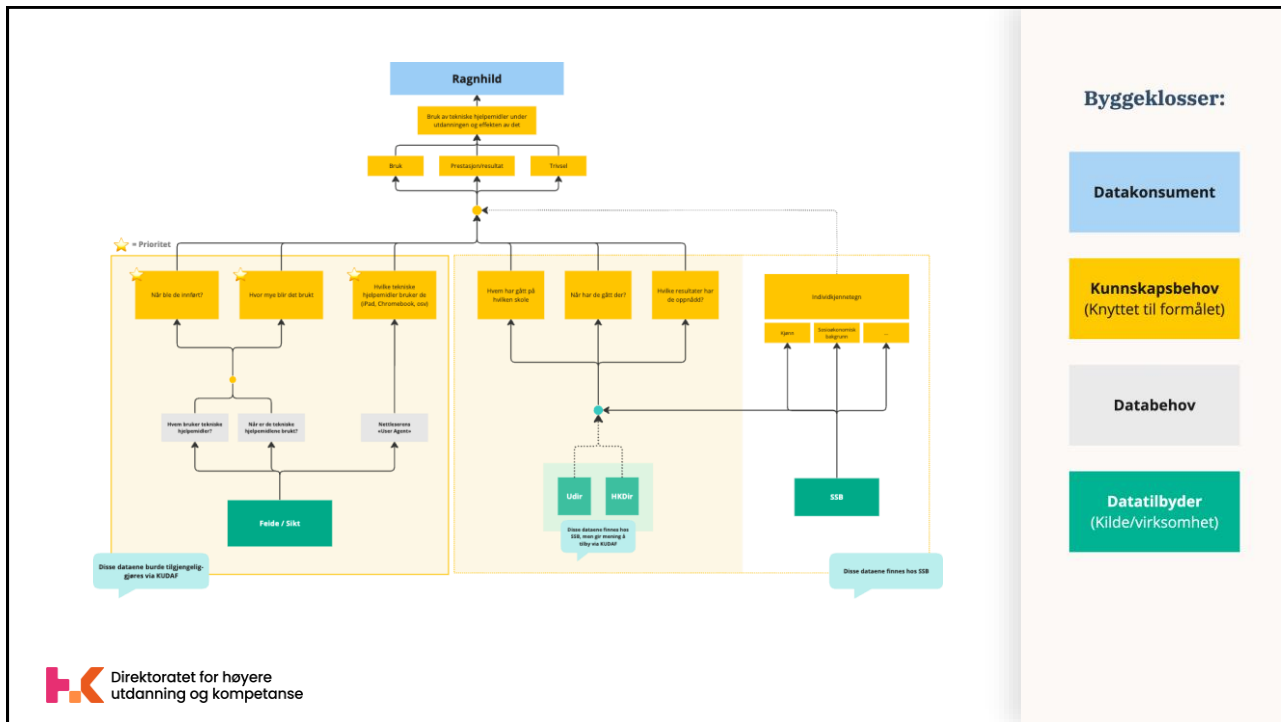 Ragnhild
Bruk av tekniske hjelpemidler under
utdanningen og effekten av det
Bruk
Prestasjon/resultat
Trivsel
= Prioritet
Når ble de innført?
Hvor mye blir det brukt
Hvilke tekniske
hjelpemidler bruker de
(iPad, Chromebook, osv)
Hvem har gått på
hvilken skole
Når har de gått der?
Hvilke resultater har
de oppnådd?
Individkjennetegn
Kjønn
Sosioøkonomisk
bakgrunn
...
Hvem bruker tekniske
hjelpemidler?
Når er de tekniske
hjelpemidlene brukt?
Nettleserens
«User Agent»
Feide / Sikt
Udir
HKDir
SSB
Disse dataene finnes hos
SSB, men gir mening å
tilby via KUDAF
Disse dataene burde tilgjengelig-
gjøres via KUDAF
Disse dataene finnes hos SSB
Byggeklosser:
Datakonsument
Kunnskapsbehov
(Knyttet til formålet)
Databehov
Datatilbyder
(Kilde/virksomhet)
Direktoratet for høyere
utdanning og kompetanse